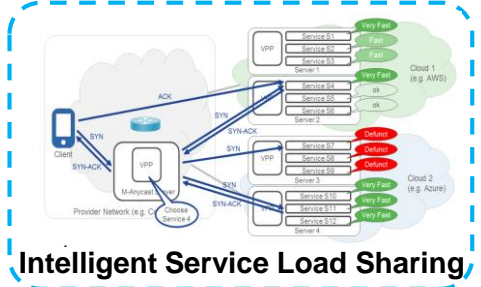 Very Fast
Service S1
Fast
VPP
Service S2
Fast
Service S3
Server 1
Cloud 1
(e.g. AWS)
Very Fast
ACK
Service S4
ok
Service S5
ok
Service S6
SYN
Server 2
SYN-ACK
Client
SYN
SYN
Service S7
Defunct
VPP
Service S8
Defunct
Service S9
Defunct
VPP
Server 3
SYN-ACK
M-Anycast
SYN
Cloud 2
(e.g. Azure)
Service S10
Very Fast
SYN-ACK
VPP
Service S11
Very Fast
Choose
Service 4
Service S12
Very Fast
Provider Network (e.g.
Server 4
Intelligent Service Load Sharing